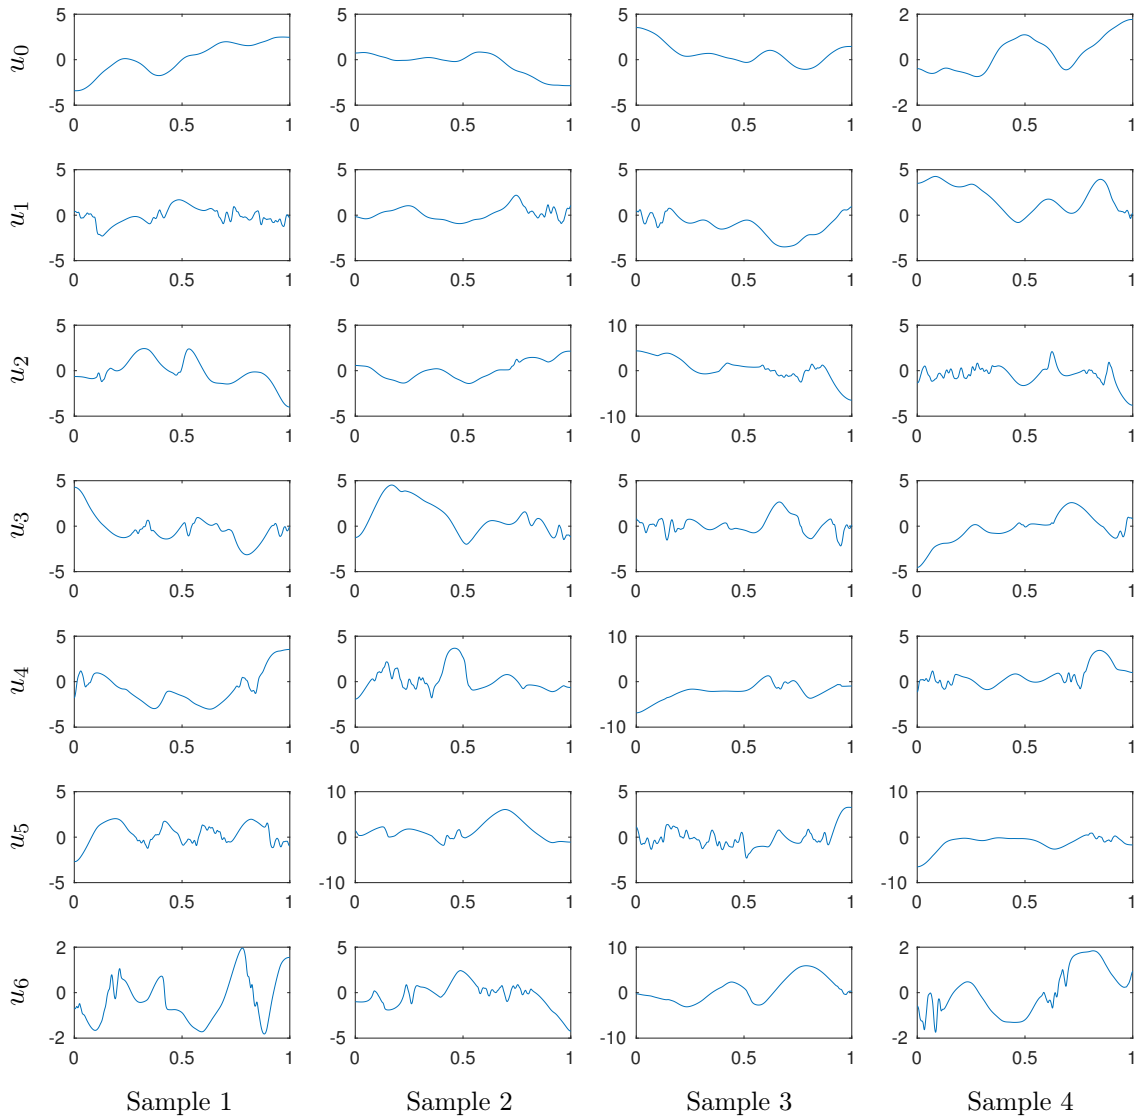 5 5 5 2
u0 0 0 0 0
-5 -5 -5 -2
0 0.5 1 0 0.5 1 0 0.5 1 0 0.5 1
5 5 5 5
u1 0 0 0 0
-5 -5 -5 -5
0 0.5 1 0 0.5 1 0 0.5 1 0 0.5 1
5 5 10 5
u2 0 0 0 0
-5 -5 -10 -5
0 0.5 1 0 0.5 1 0 0.5 1 0 0.5 1
5 5 5 5
u3 0 0 0 0
-5 -5 -5 -5
0 0.5 1 0 0.5 1 0 0.5 1 0 0.5 1
5 5 10 5
u4 0 0 0 0
-5 -5 -10 -5
0 0.5 1 0 0.5 1 0 0.5 1 0 0.5 1
5 10 5 10
u5 0 0 0 0
-5 -10 -5 -10
0 0.5 1 0 0.5 1 0 0.5 1 0 0.5 1
2 5 10 2
u6 0 0 0 0
-2 -5 -10 -2
0 0.5 1 0 0.5 1 0 0.5 1 0 0.5 1
Sample 1 Sample 2 Sample 3 Sample 4